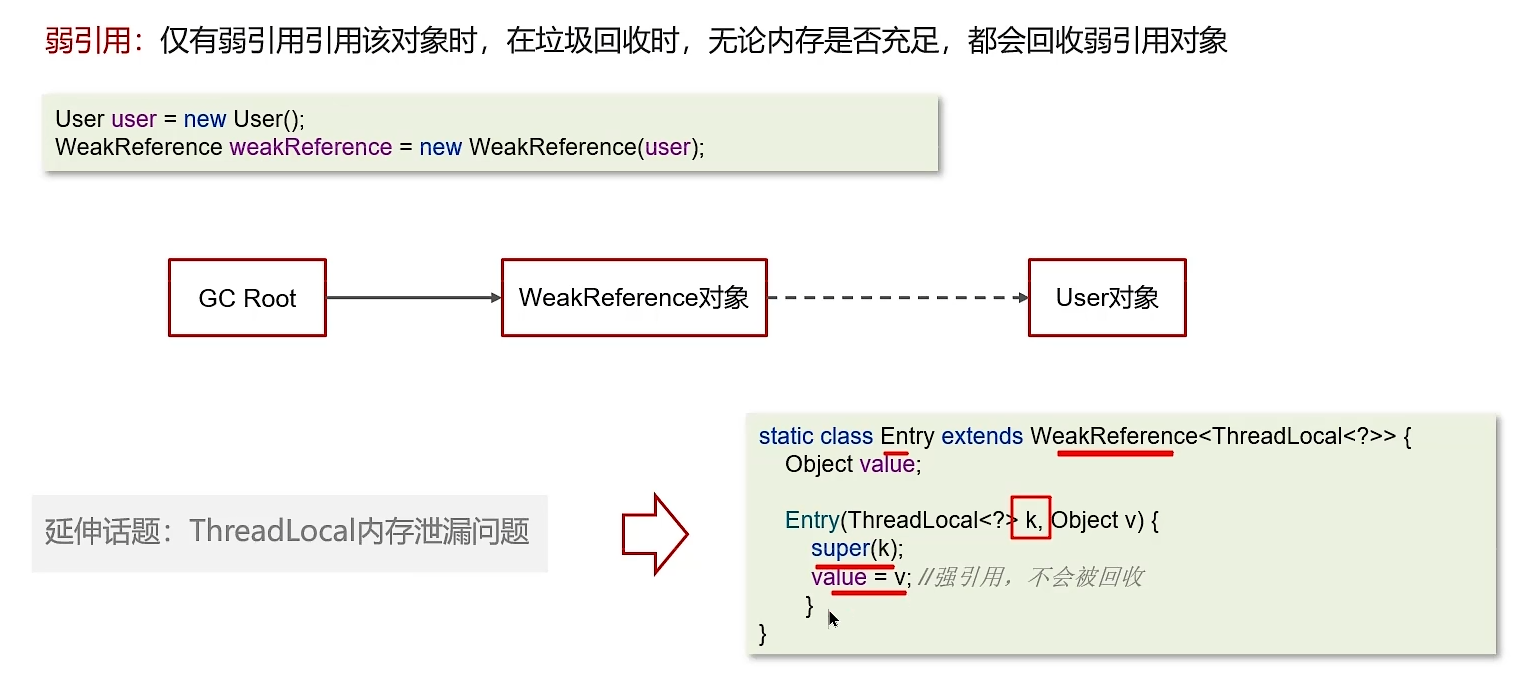 弱引用：仅有弱引用引用该对象时，在垃圾回收时，无论内存是否充足，都会回收弱引用对象
User user = new User();
WeakReference weakReference = new WeakReference(user);
GC Root
WeakReference对象
User对象
延伸话题：ThreadLocal内存泄漏问题
static class Entry extends WeakReference<ThreadLocal<?>> {
Object value;
Entry(ThreadLocal<?> k, Object v) {
super(k);
value = v; //强引用，不会被回收
}
}